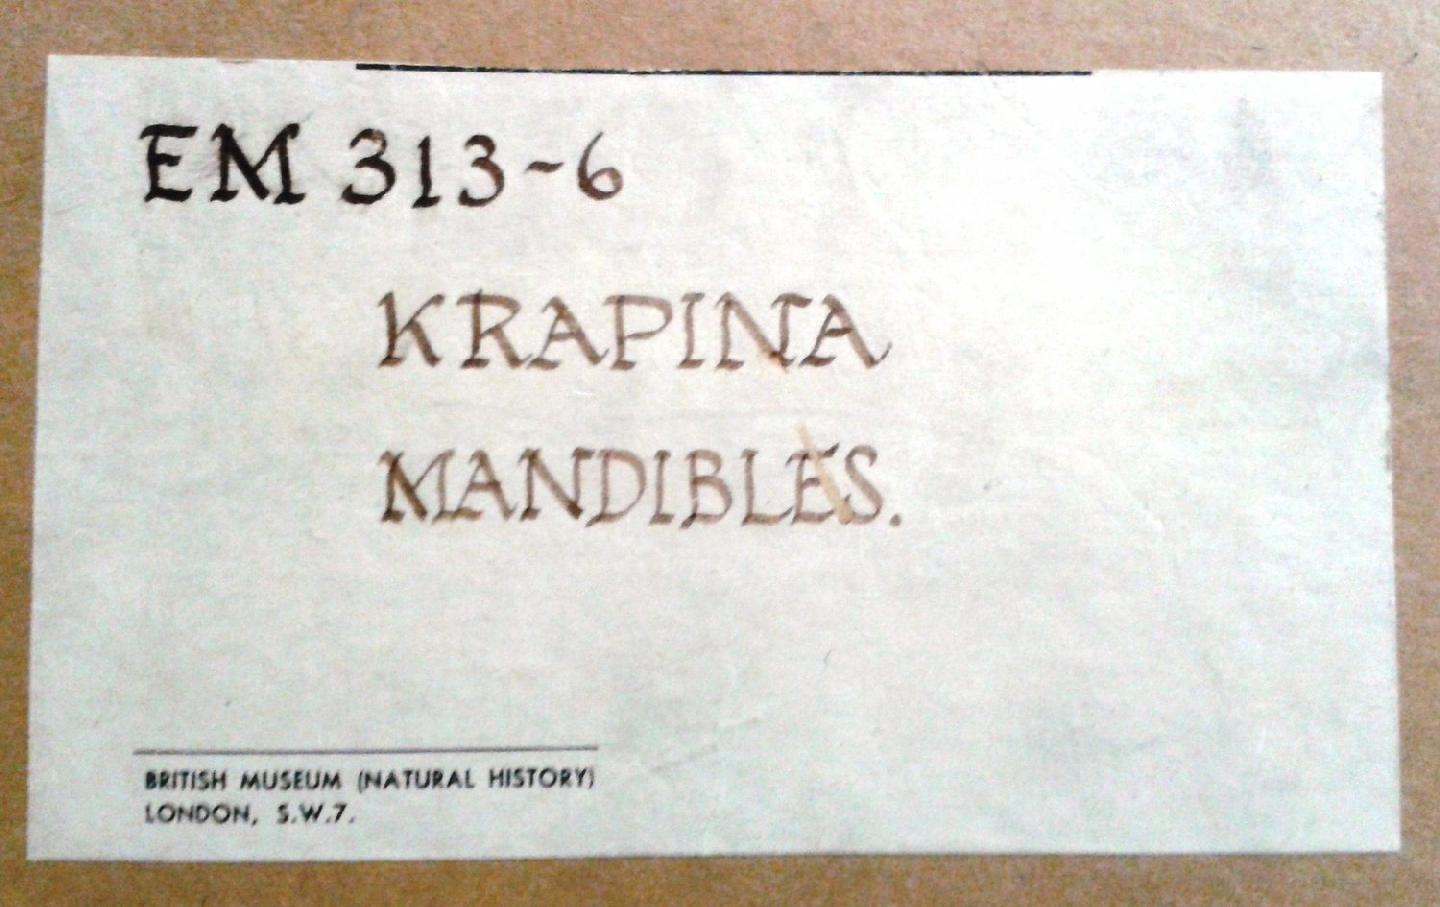 EM 313-6
KRAPINA
MANDIBLES.
BRITISH MUSEUM (NATURAL HISTORY)
LONDON, S.W.7.